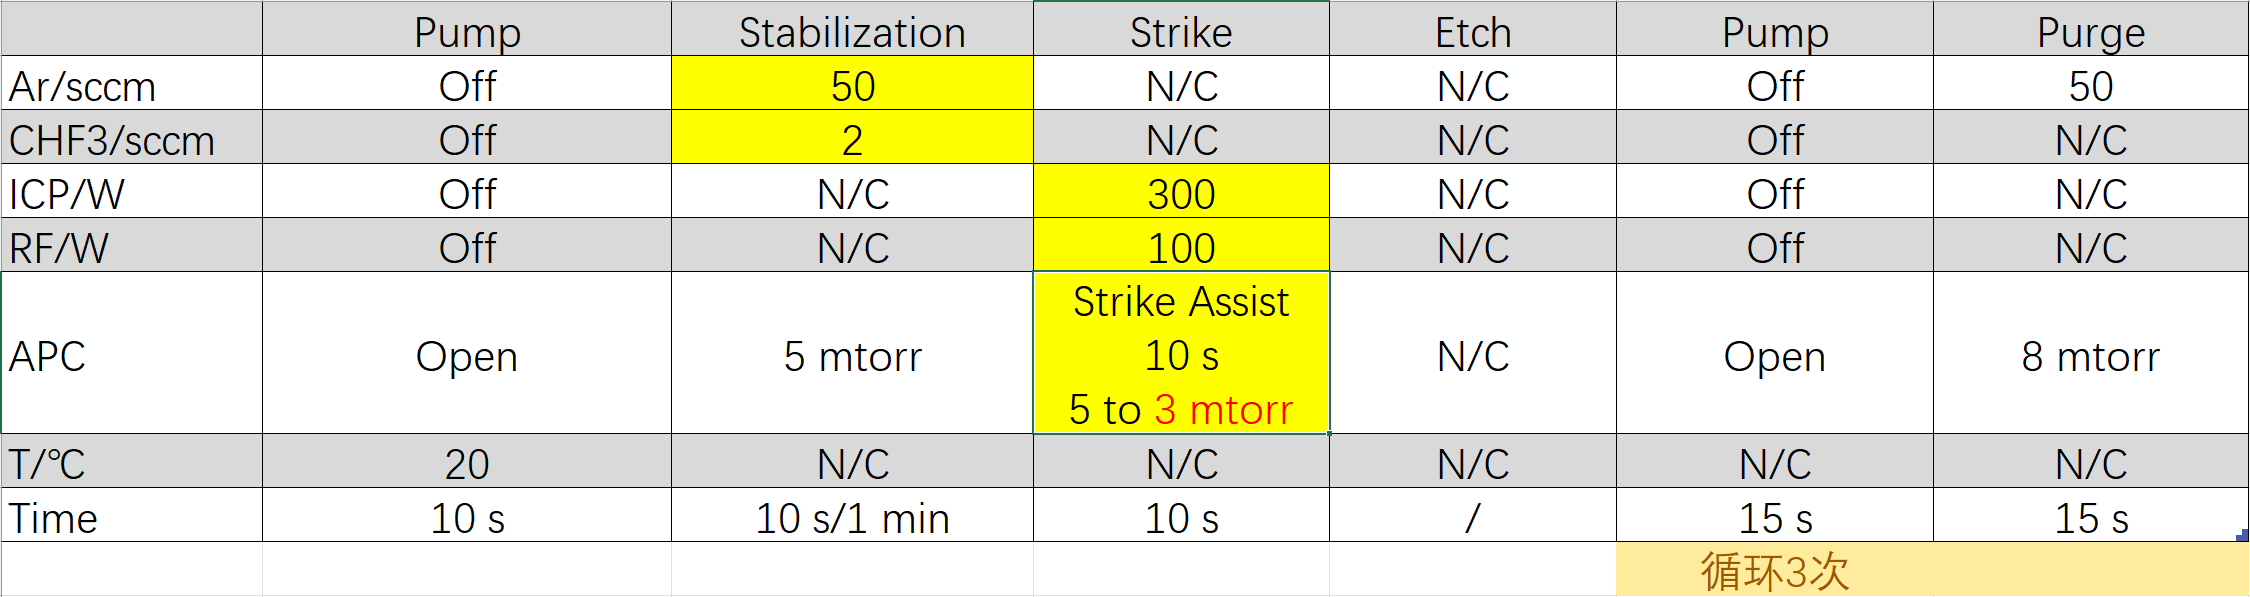 Pump Stabilization Strike Etch Pump Purge
Ar/sccm Off 50 N/C N/C Off 50
CHF3/sccm Off 2 N/C N/C Off N/C
ICP/W Off N/C 300 N/C Off N/C
RF/W Off N/C 100 N/C Off N/C
APC Open 5 mtorr Strike Assist
10 s
5 to 3 mtorr N/C Open 8 mtorr
T/℃ 20 N/C N/C N/C N/C N/C
Time 10 s 10 s/1 min 10 s / 15 s 15 s
循环3次